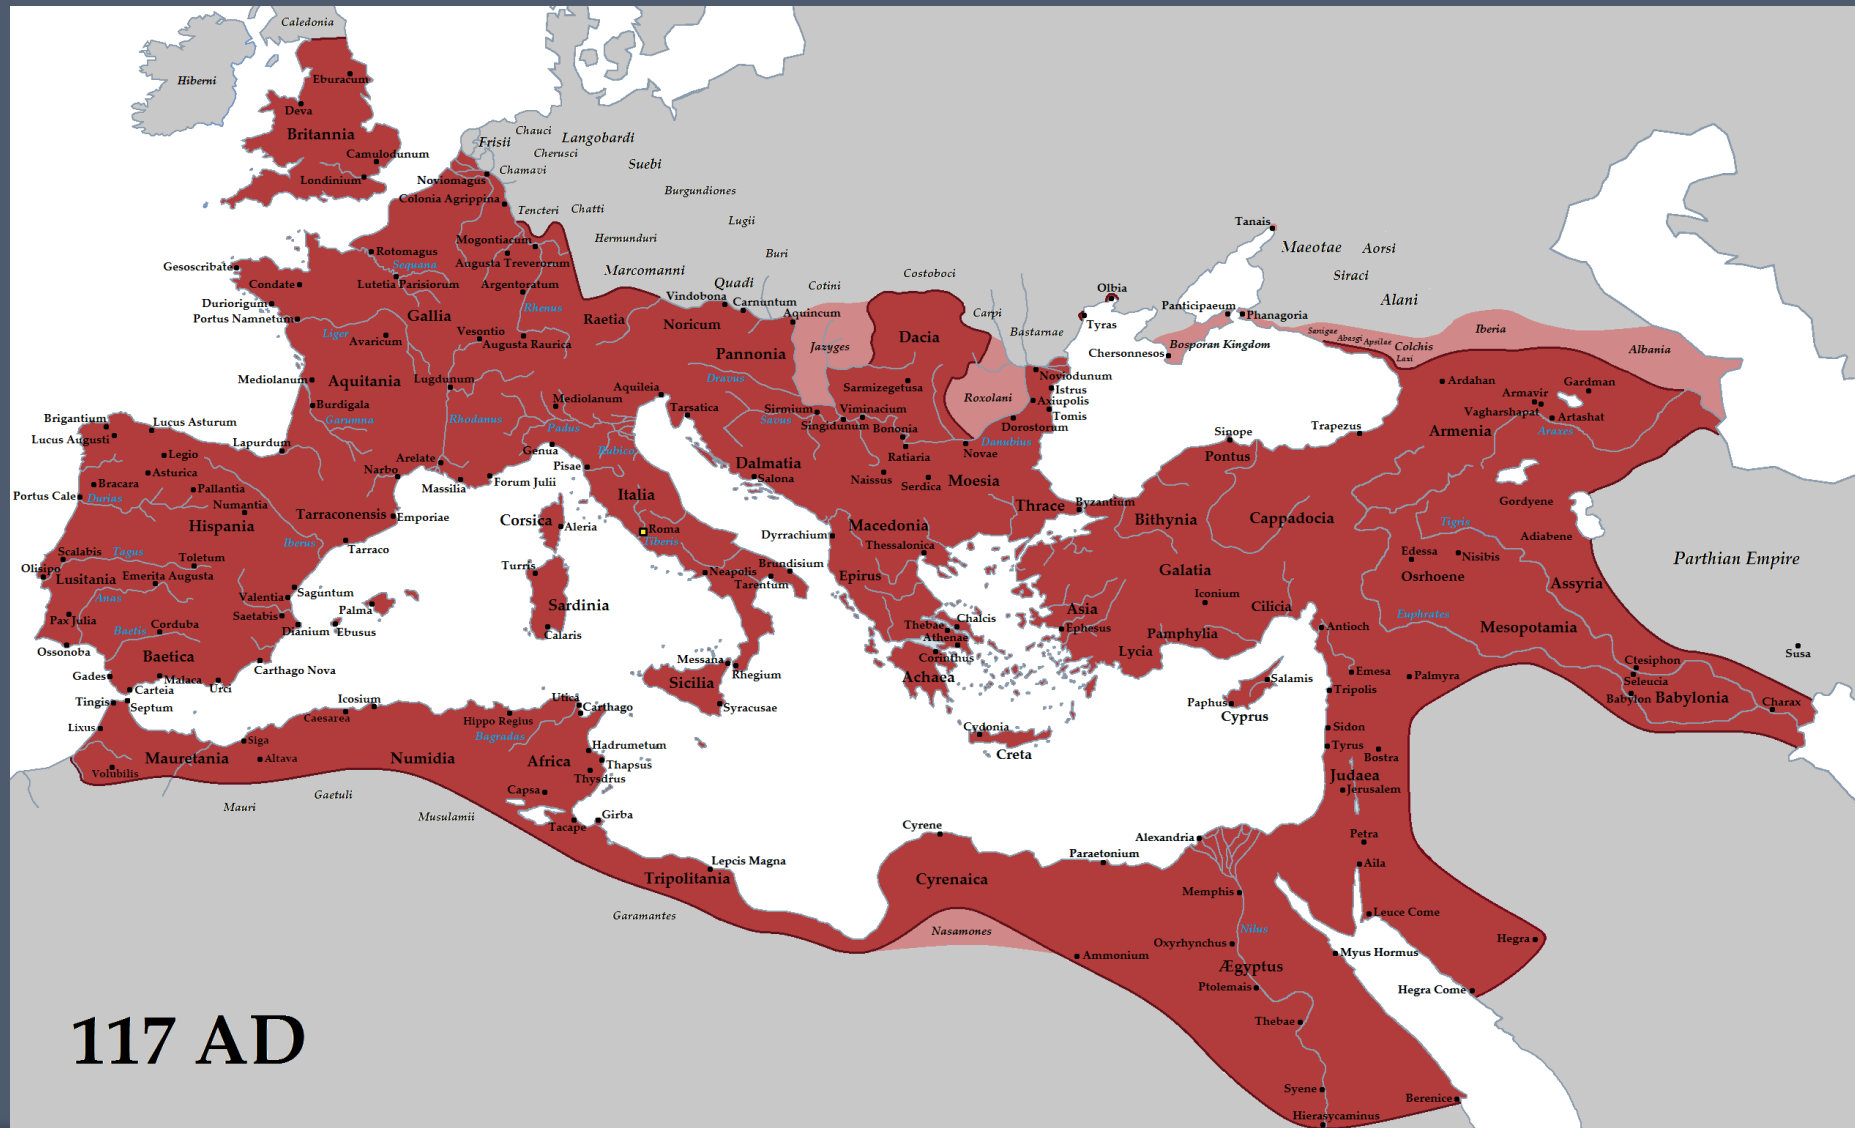 Caledonia
Hiberni
Eburacum
Deva
Britannia
Camulodunum
Londinium
Frisii
Chauci
Langobardi
Cherusci
Suebi
Chamavi
Noviomagus
Burgundiones
Colonia Agrippina
Tencteri
Chatti
Lugii
Mogontiacum
Hermunduri
Buri
Rotomagus
Augusta Treverorum
Sequana
Gesoscribate
Marcomanni
Quadi
Cotini
Costoboci
Condate
Lutetia Parisiorum
Argentoratum
Vindobona
Carnuntum
Duriorigum
Portus Namnetum
Gallia
Rhenus
Raetia
Noricum
Aquincum
Carpi
Bastarnae
Olbia
Tyras
Tanais
Maeotae
Aorsi
Siraci
Alani
Panticipaeum
Phanagoria
Liger
Avaricum
Vesontio
Augusta Raurica
Pannonia
Jazyges
Dacia
Chersonnesos
Bosporan Kingdom
Sanigae
Abasgi
Apsilae
Laxi
Colchis
Iberia
Albania
Mediolanum
Aquitania
Lugdunum
Dravus
Aquileia
Sarmizegetusa
Roxolani
Noviodunum
Istrus
Axiupolis
Tomis
Ardahan
Armavir
Gardman
Vagharshapat
Artashat
Burdigala
Garunna
Rhodanus
Mediolanum
Padus
Tarsatica
Sirmium
Savus
Singidunum
Viminacium
Bononia
Dorostorum
Danubius
Novae
Ratiaria
Armenia
Araxes
Brigantium
Lucus Asturum
Lucus Augusti
Lapurdum
Legio
Asturica
Bracara
Pallantia
Portus Cale
Durias
Numantia
Hispania
Tarraconensis
Narbo
Arelate
Massilia
Forum Julii
Genua
Pisae
Rubico
Emporiae
Iberus
Tarraco
Dalmatia
Salona
Naissus
Serdica
Moesia
Sinope
Trapezus
Pontus
Italia
Corsica
Aleria
Roma
Tiberis
Dyrrachium
Macedonia
Thessalonica
Thrace
Byzantium
Bithynia
Cappadocia
Gordyene
Tigris
Adiabene
Parthian Empire
Scalabis
Tagus
Toletum
Olisipo
Lusitania
Emerita Augusta
Anas
Valentia
Saguntum
Saetabis
Palma
Dianium
Ebusus
Turris
Sardinia
Calaris
Neapolis
Brundisium
Tarentum
Epirus
Galatia
Iconium
Edessa
Nisibis
Osrhoene
Assyria
Pax Julia
Baetis
Corduba
Ossonoba
Baetica
Carthago Nova
Gades
Malaca
Urci
Carteia
Septum
Tingis
Lixus
Messana
Rhegium
Sicilia
Syracusae
Thebae
Chalcis
Athenae
Corinthus
Achaea
Asia
Ephesus
Pamphylia
Lycia
Cilicia
Antioch
Euphrates
Mesopotamia
Susa
Ctesiphon
Seleucia
Babylon
Babylonia
Charax
Emesa
Palmyra
Tripolis
Salamis
Paphus
Cyprus
Cydonia
Creta
Icosium
Caesarea
Siga
Altava
Mauretania
Volubilis
Numidia
Hippo Regius
Bagradas
Utica
Carthago
Africa
Hadrumetum
Thapsus
Thysdrus
Capsa
Tacape
Girba
Sidon
Tyrus
Bostra
Judaea
Jerusalem
Mauri
Gaetuli
Musulamii
Cyrene
Alexandria
Paraetonium
Petra
Aila
Lepcis Magna
Tripolitania
Cyrenaica
Memphis
Garamantes
Nasamones
Leuce Come
Nilus
Oxyrhynchus
Ammonium
Ægyptus
Myus Hormus
Hegra
Ptolemais
Hegra Come
Thebae
117 AD
Syene
Berenice
Hierasycaminus